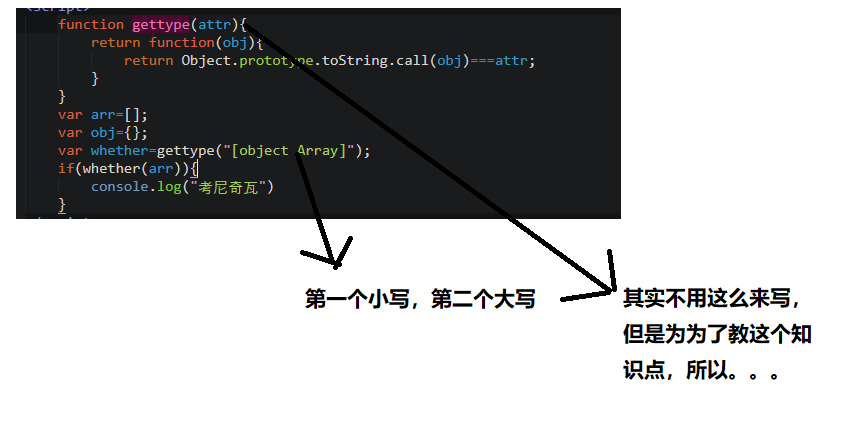 <script>
function gettype(attr){
return function(obj){
return Object.prototype.toString.call(obj)===attr;
}
}
var arr=[];
var obj={};
var whether=gettype("[object Array]");
if(whether(arr)){
console.log("考尼奇瓦")
}
第一个小写，第二个大写
其实不用这么来写，
但是为为了教这个知
识点，所以。。。